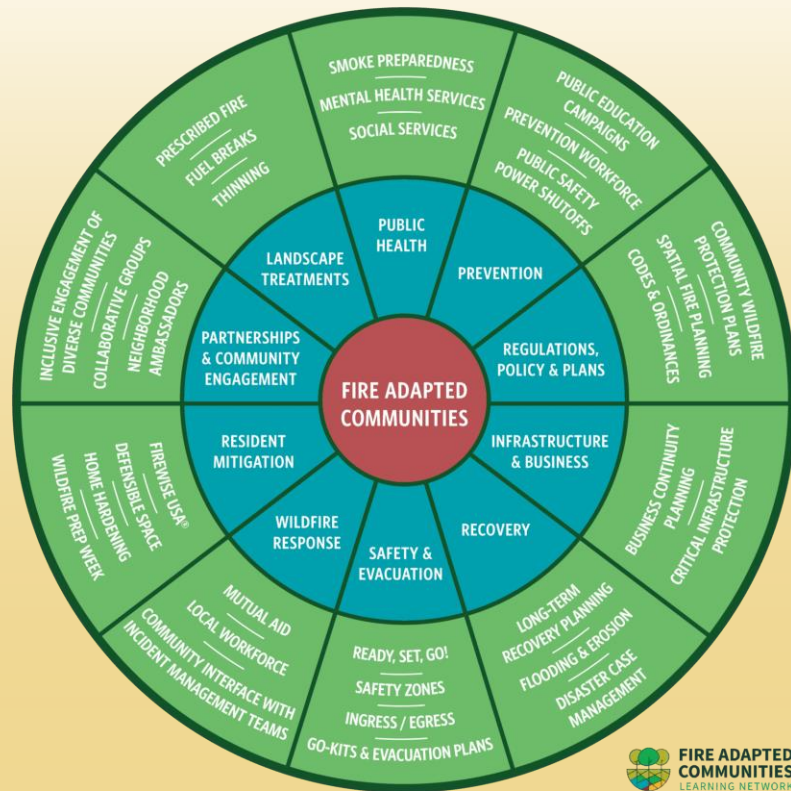 FIRE ADAPTED
COMMUNITIES
PUBLIC
HEALTH
SMOKE PREPAREDNESS
MENTAL HEALTH SERVICES
SOCIAL SERVICES
PREVENTION
PUBLIC EDUCATION
CAMPAIGNS
PREVENTION WORKFORCE
PUBLIC SAFETY
POWER SHUTOFFS
REGULATIONS,
POLICY & PLANS
COMMUNITY WILDFIRE
PROTECTION PLANS
SPATIAL FIRE PLANNING
CODES & ORDINANCES
INFRASTRUCTURE
& BUSINESS
BUSINESS CONTINUITY
PLANNING
CRITICAL INFRASTRUCTURE
PROTECTION
RECOVERY
LONG-TERM
RECOVERY PLANNING
FLOODING & EROSION
DISASTER CASE
MANAGEMENT
SAFETY &
EVACUATION
READY, SET, GO!
SAFETY ZONES
INGRESS / EGRESS
GO-KITS & EVACUATION PLANS
WILDFIRE
RESPONSE
MUTUAL AID
LOCAL WORKFORCE
COMMUNITY INTERFACE WITH
INCIDENT MANAGEMENT TEAMS
RESIDENT
MITIGATION
FIREWISE USA®
DEFENSIBLE SPACE
HOME HARDENING
WILDFIRE PREP WEEK
PARTNERSHIPS
& COMMUNITY
ENGAGEMENT
INCLUSIVE ENGAGEMENT OF
DIVERSE COMMUNITIES
COLLABORATIVE GROUPS
NEIGHBORHOOD
AMBASSADORS
LANDSCAPE
TREATMENTS
PRESCRIBED FIRE
FUEL BREAKS
THINNING
FIRE ADAPTED
COMMUNITIES
LEARNING NETWORK